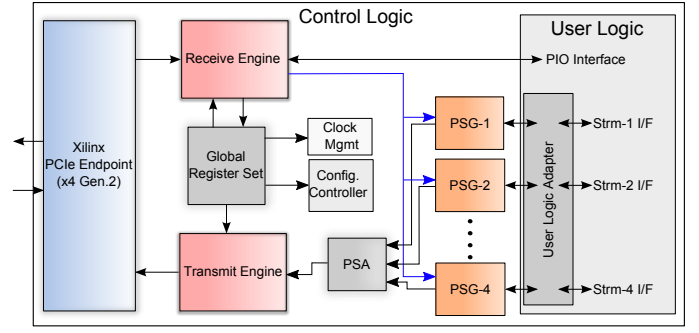 Control Logic
User Logic
Receive Engine
PIO Interface
Xilinx
PCIe Endpoint
(x4 Gen.2)
Global
Register Set
Clock
Mgmt
Config.
Controller
PSG-1
PSG-2
PSG-4
User Logic Adapter
Strm-1 I/F
Strm-2 I/F
Strm-4 I/F
Transmit Engine
PSA